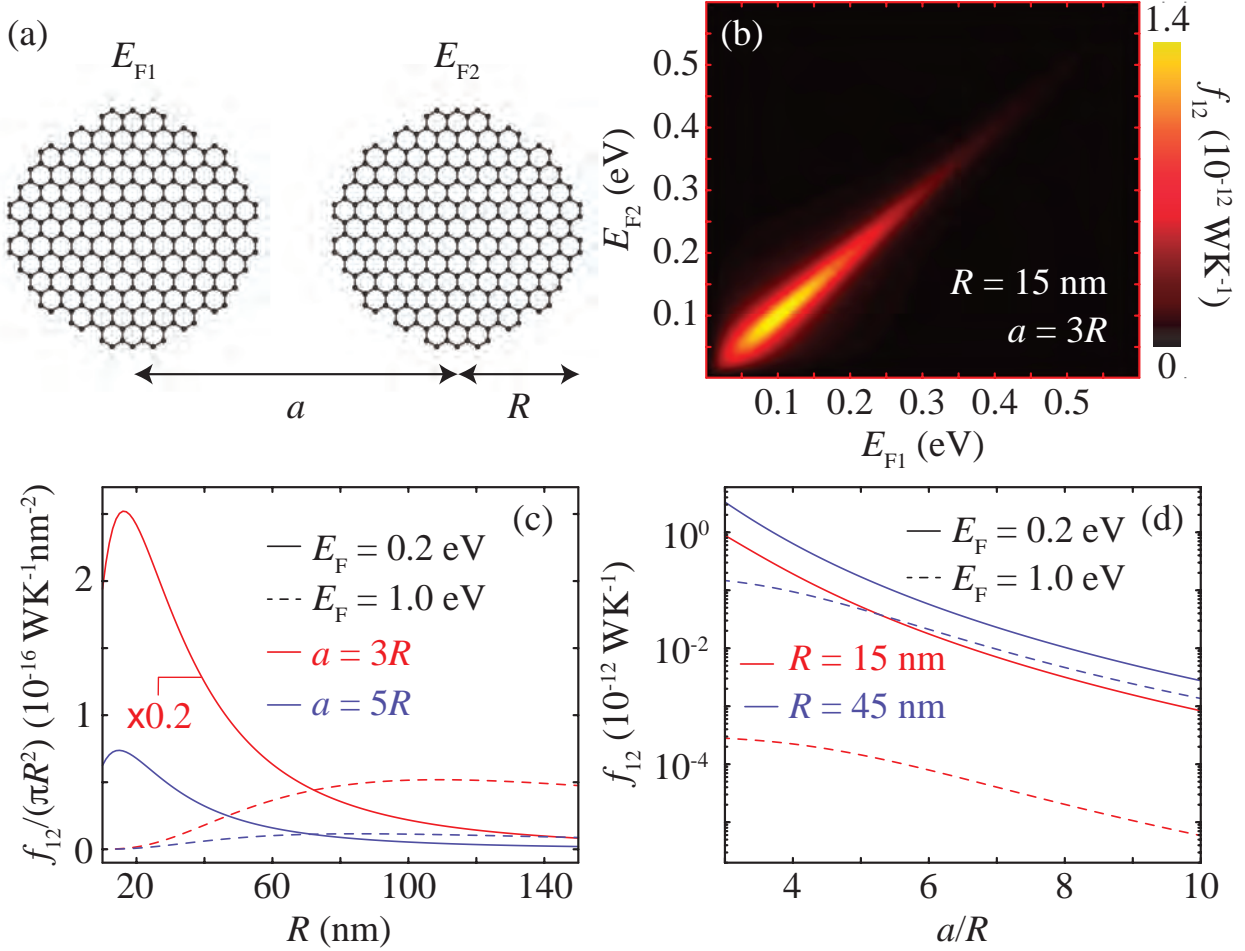 (a)
E_F1
E_F2
a
R
(b)
0.5
0.4
0.3
0.2
0.1
E_F2 (eV)
0.1 0.2 0.3 0.4 0.5
E_F1 (eV)
R = 15 nm
a = 3R
1.4
0
f_12 (10^-12 WK^-1)
(c)
E_F = 0.2 eV
E_F = 1.0 eV
a = 3R
a = 5R
x0.2
2
1
0
f_12/(πR^2) (10^-16 WK^-1nm^-2)
20 60 100 140
R (nm)
(d)
E_F = 0.2 eV
E_F = 1.0 eV
R = 15 nm
R = 45 nm
10^0
10^-2
10^-4
f_12 (10^-12 WK^-1)
4 6 8 10
a/R